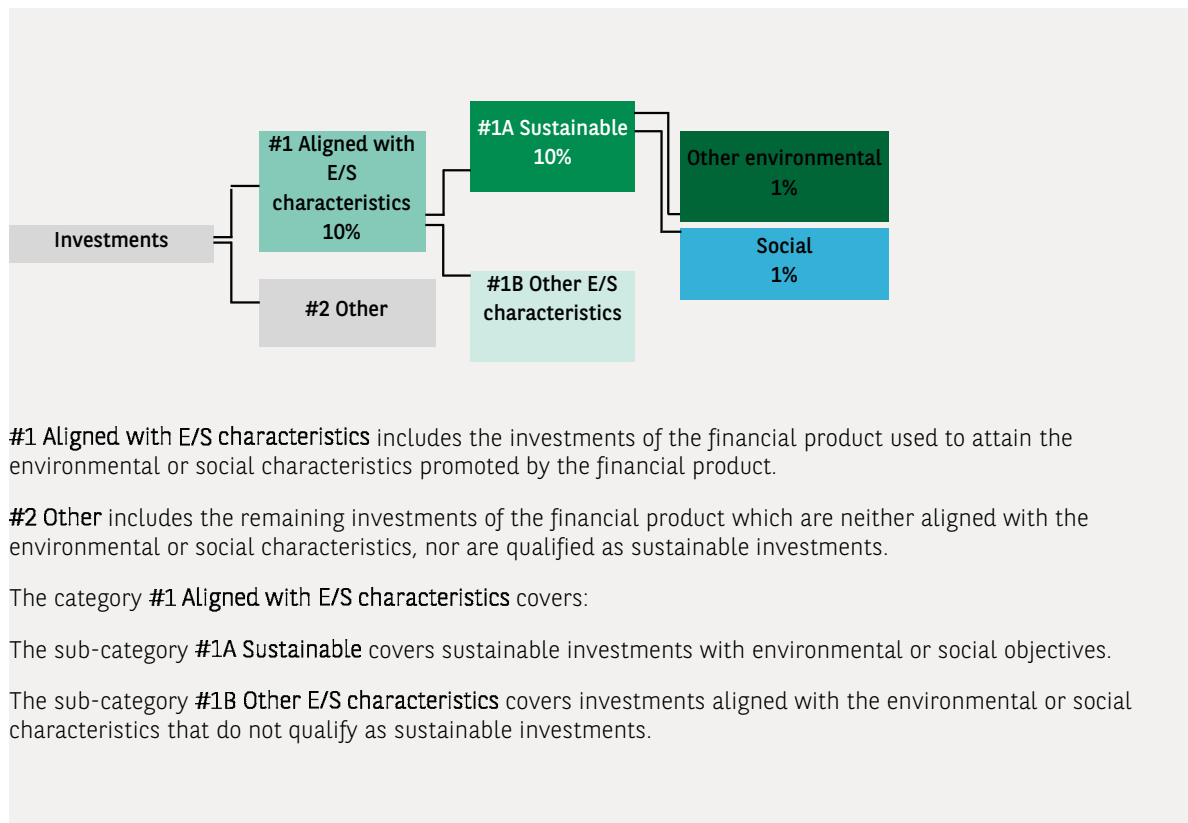 #1A Sustainable
10%
#1 Aligned with
E/S
characteristics
10%
Other environmental
1%
Investments
Social
1%
#1B Other E/S
characteristics
#2 Other
#1 Aligned with E/S characteristics includes the investments of the financial product used to attain the
environmental or social characteristics promoted by the financial product.
#2 Other includes the remaining investments of the financial product which are neither aligned with the
environmental or social characteristics, nor are qualified as sustainable investments.
The category #1 Aligned with E/S characteristics covers:
The sub-category #1A Sustainable covers sustainable investments with environmental or social objectives.
The sub-category #1B Other E/S characteristics covers investments aligned with the environmental or social
characteristics that do not qualify as sustainable investments.